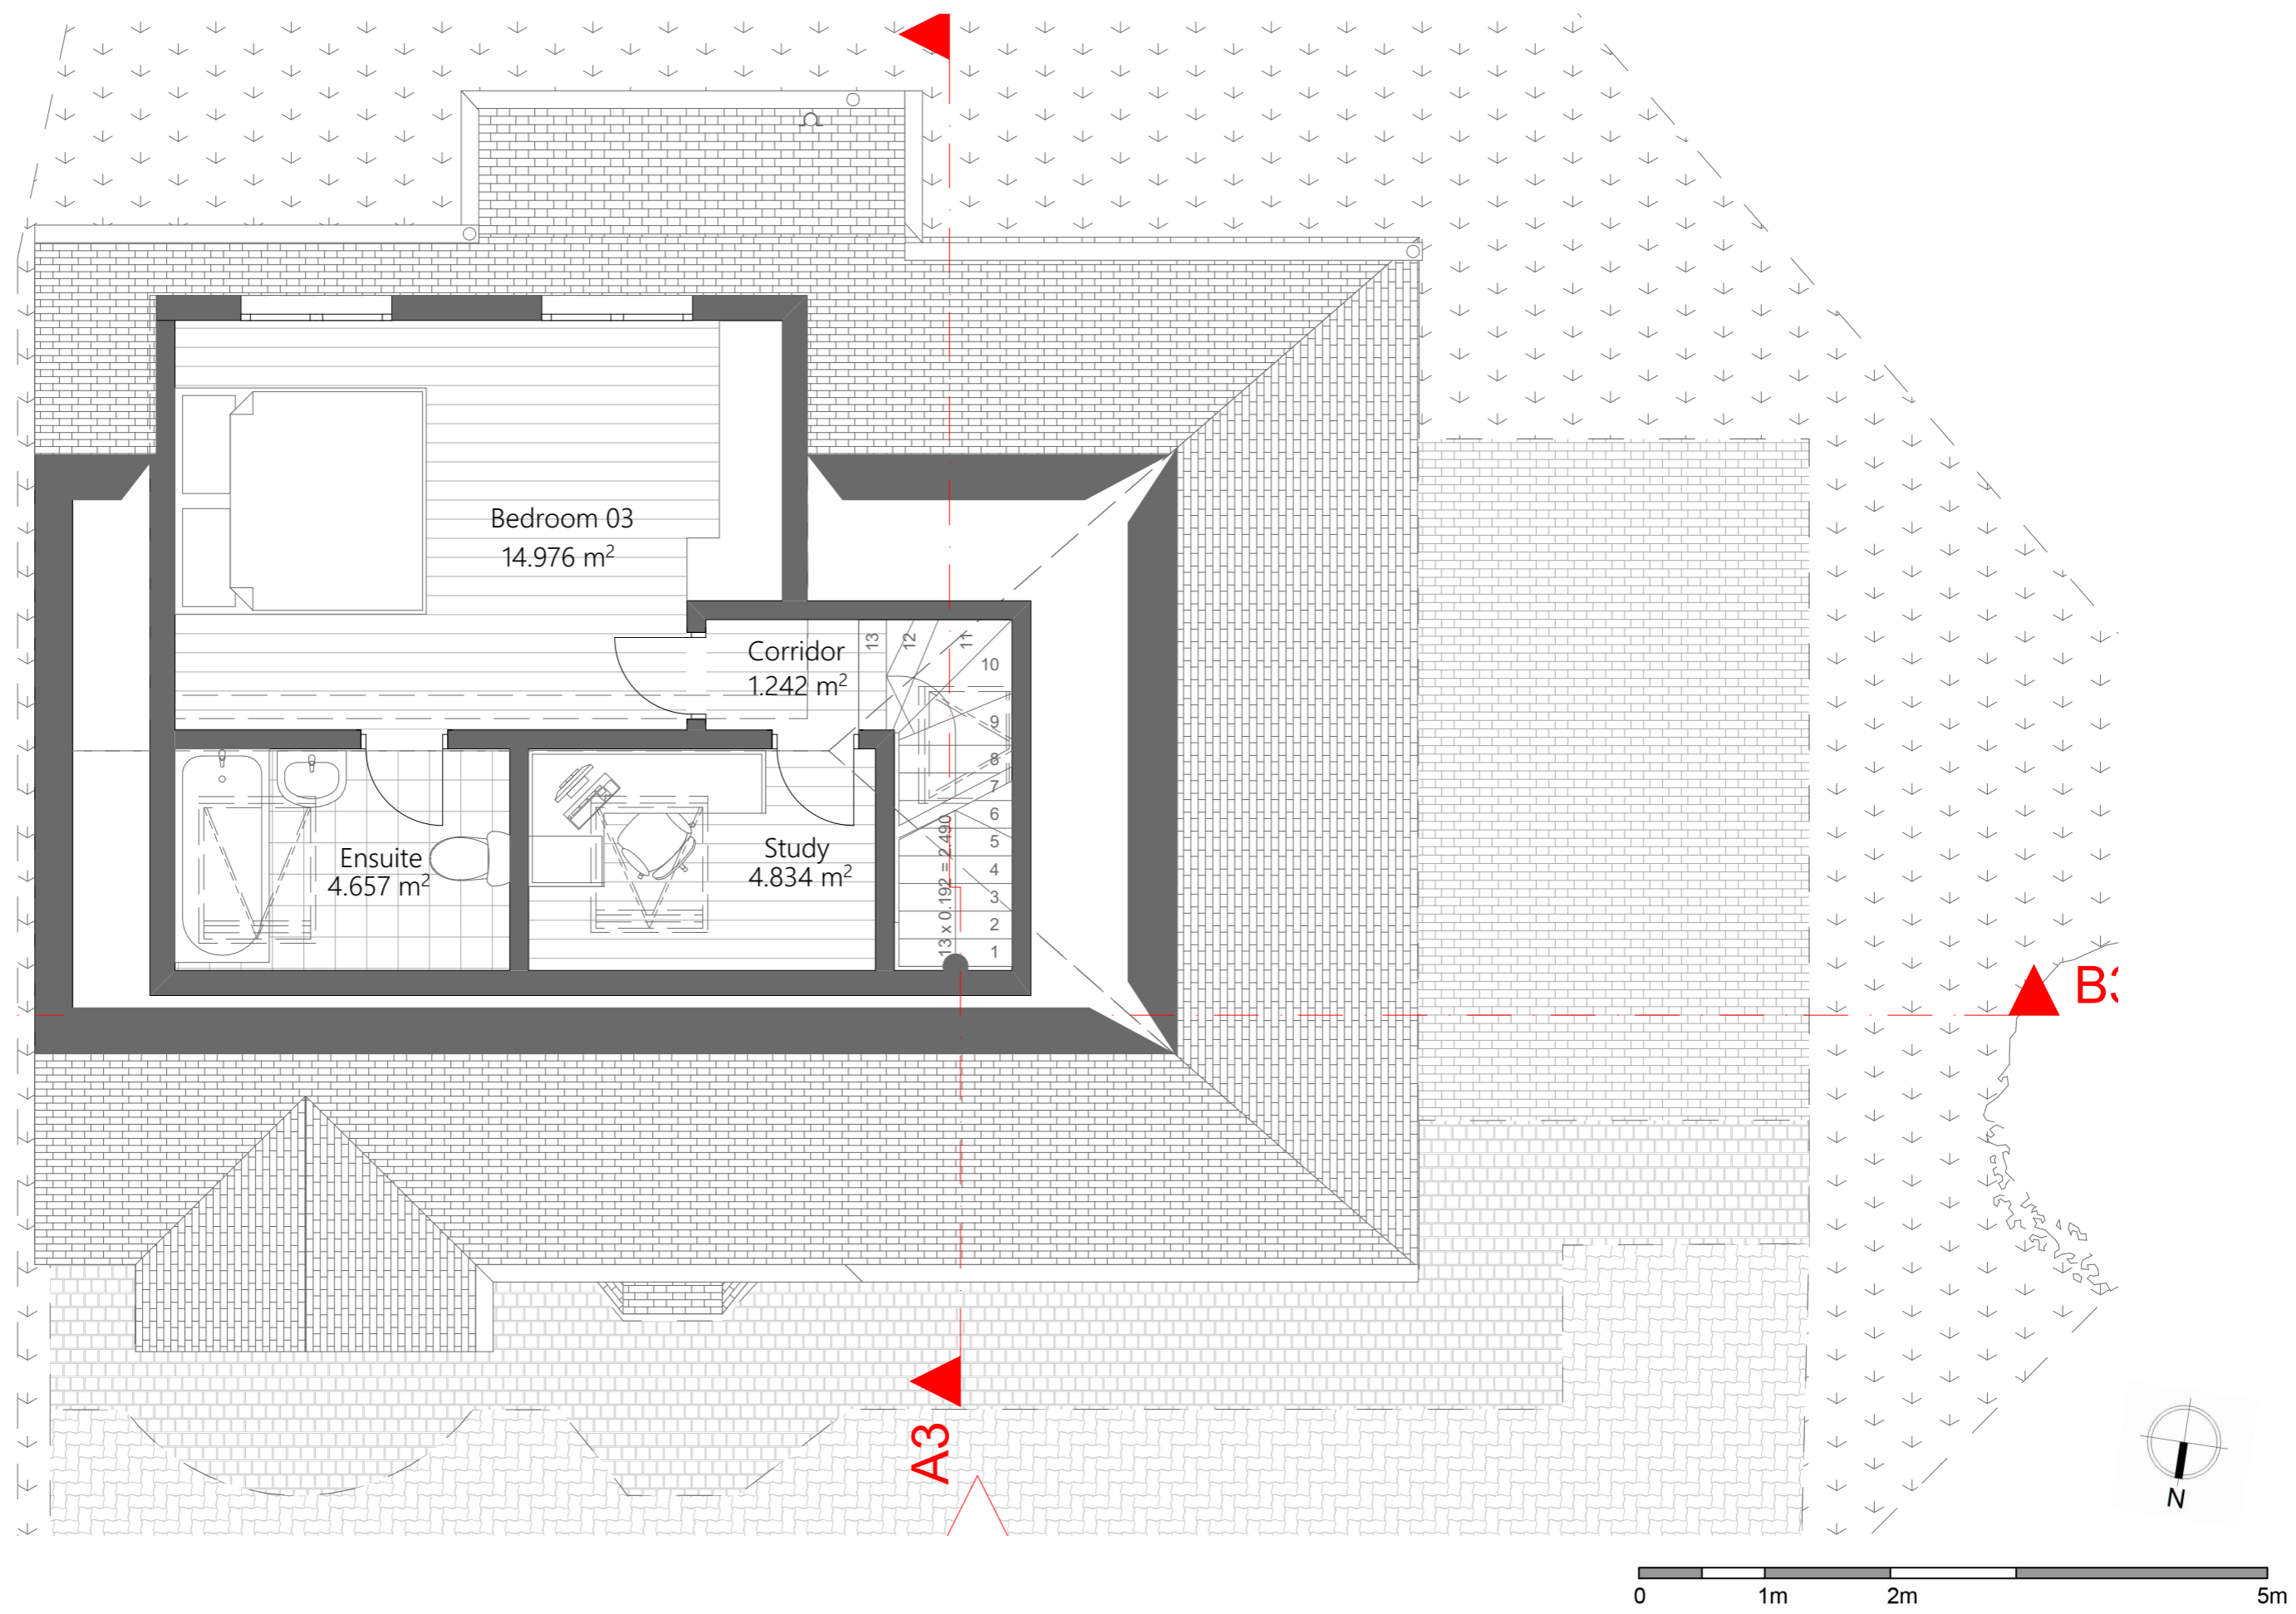 Bedroom 03
14.976 m²
Corridor
1.242 m²
13
12
11
10
9
8
7
6
5
4
3
2
1
13 x 0.192 = 2.490
Ensuite
4.657 m²
Study
4.834 m²
A3
N
0 1m 2m 5m